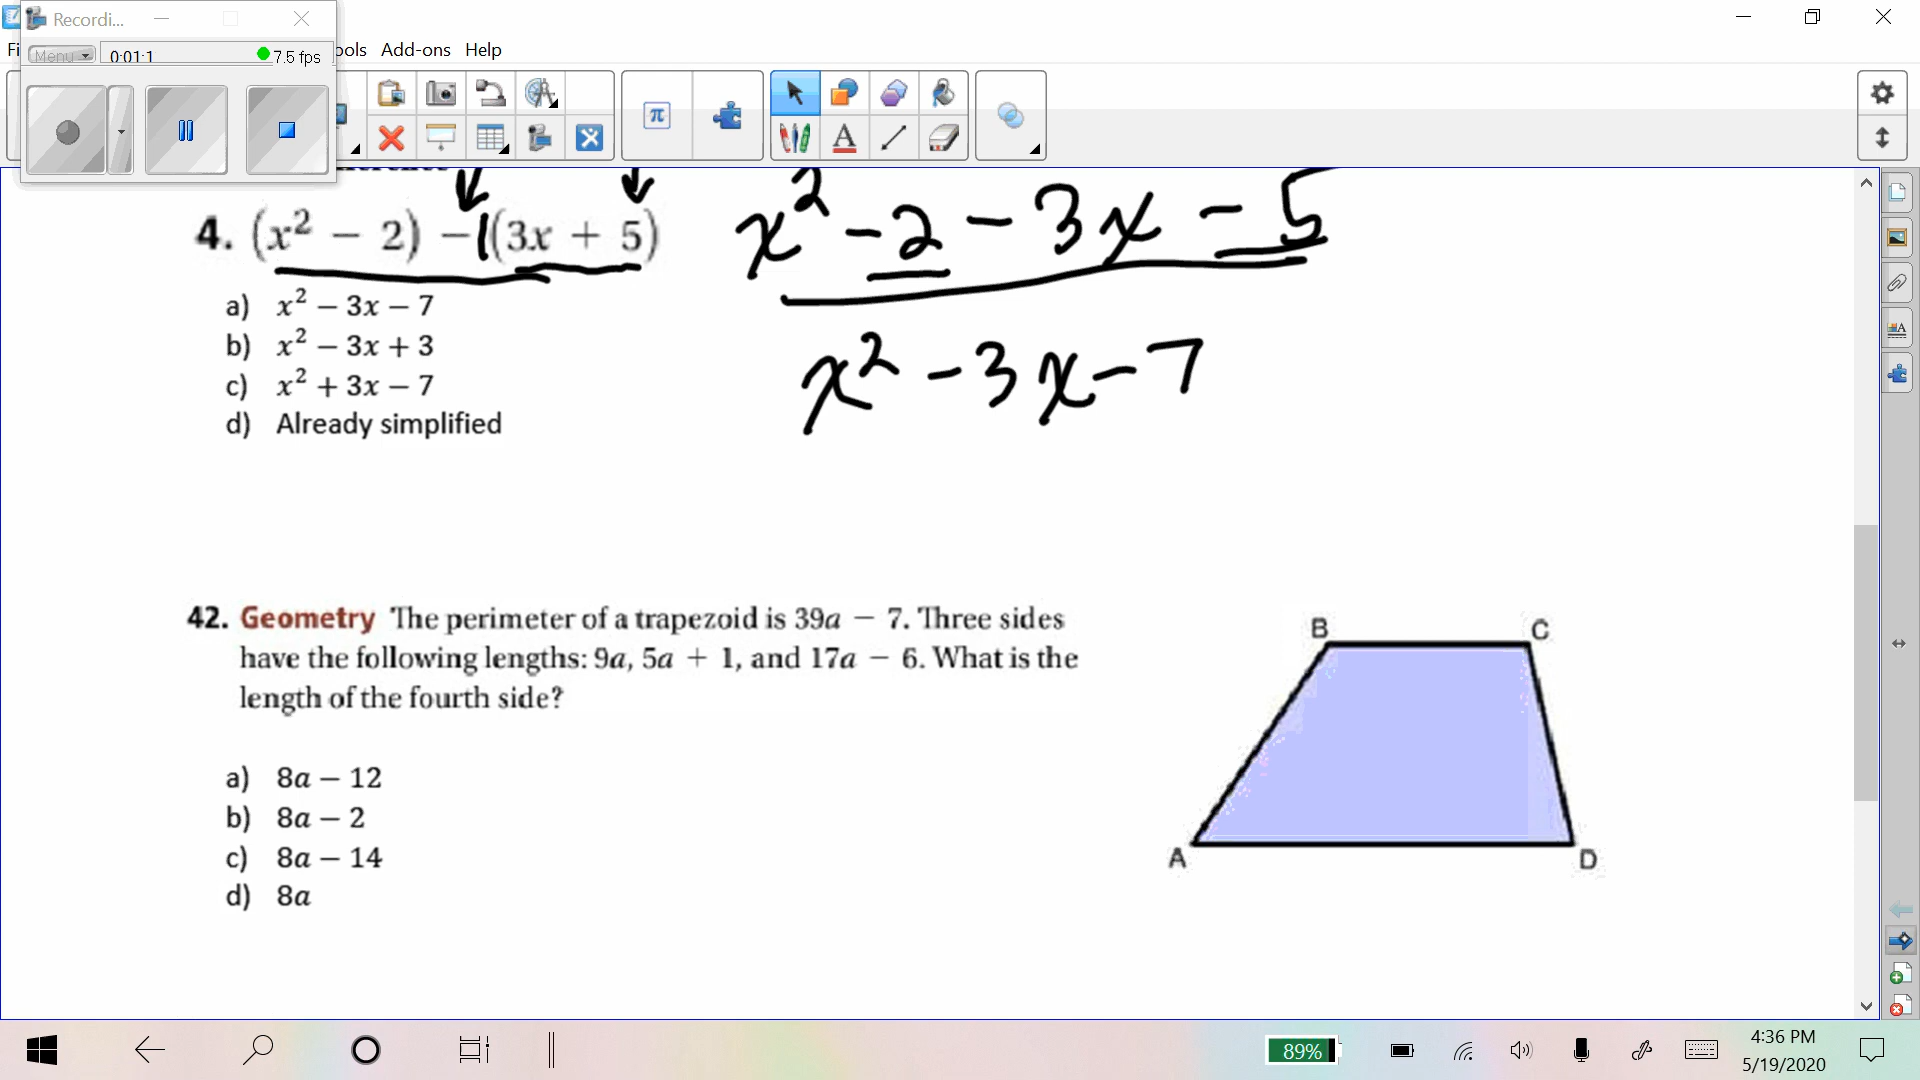 Recordi...
Menu 0:01:1 7.5 fps
Fi ools Add-ons Help
4. (x² − 2) −1(3x + 5) x² − 2 − 3x − 5
a) x² − 3x − 7
b) x² − 3x + 3
c) x² + 3x − 7
d) Already simplified
x² − 3x − 7
42. Geometry The perimeter of a trapezoid is 39a − 7. Three sides
have the following lengths: 9a, 5a + 1, and 17a − 6. What is the
length of the fourth side?
a) 8a − 12
b) 8a − 2
c) 8a − 14
d) 8a
B C
A D
89% 4:36 PM
5/19/2020